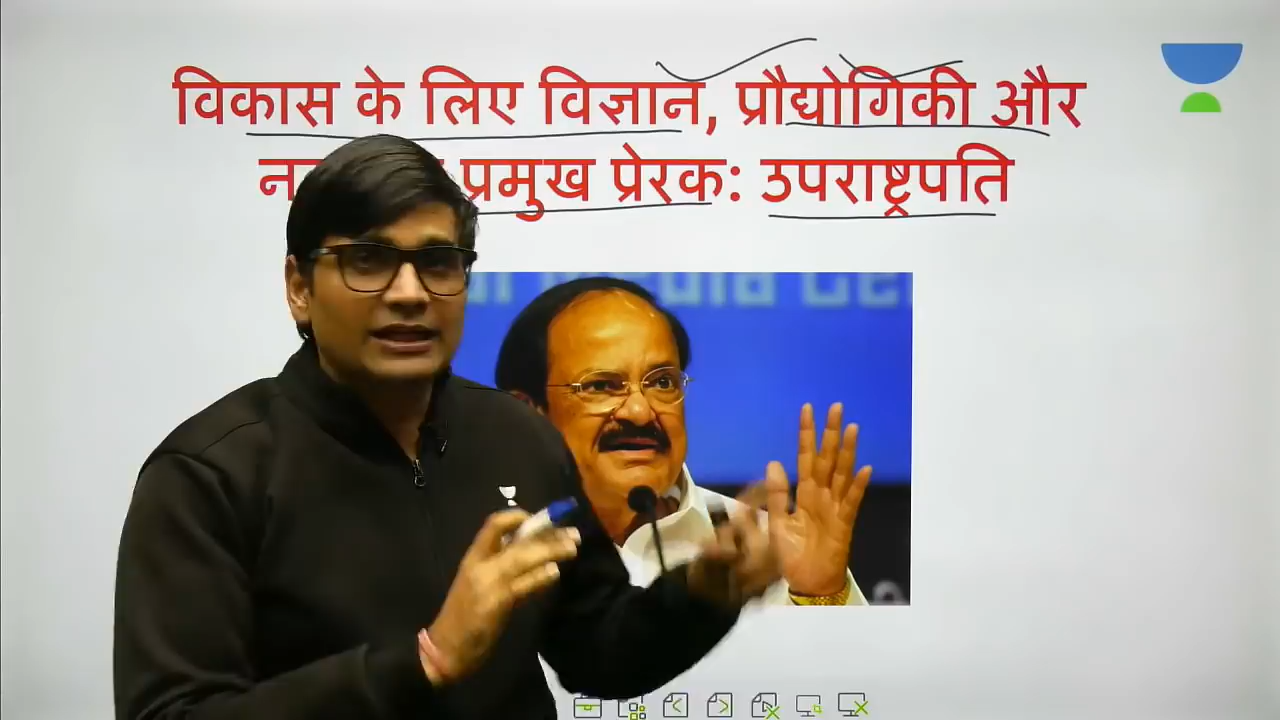 विकास के लिए विज्ञान, प्रौद्योगिकी और
प्रमुख प्रेरक: उपराष्ट्रपति